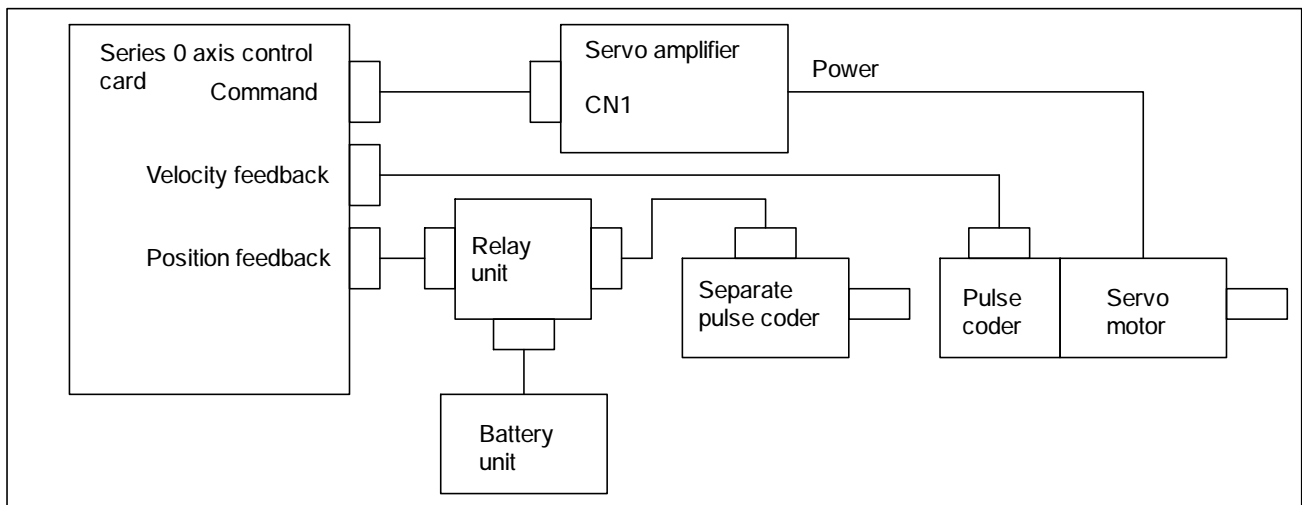 Series 0 axis control
card
Command
Servo amplifier
CN1
Power
Velocity feedback
Position feedback
Relay
unit
Separate
pulse coder
Pulse
coder
Servo
motor
Battery
unit